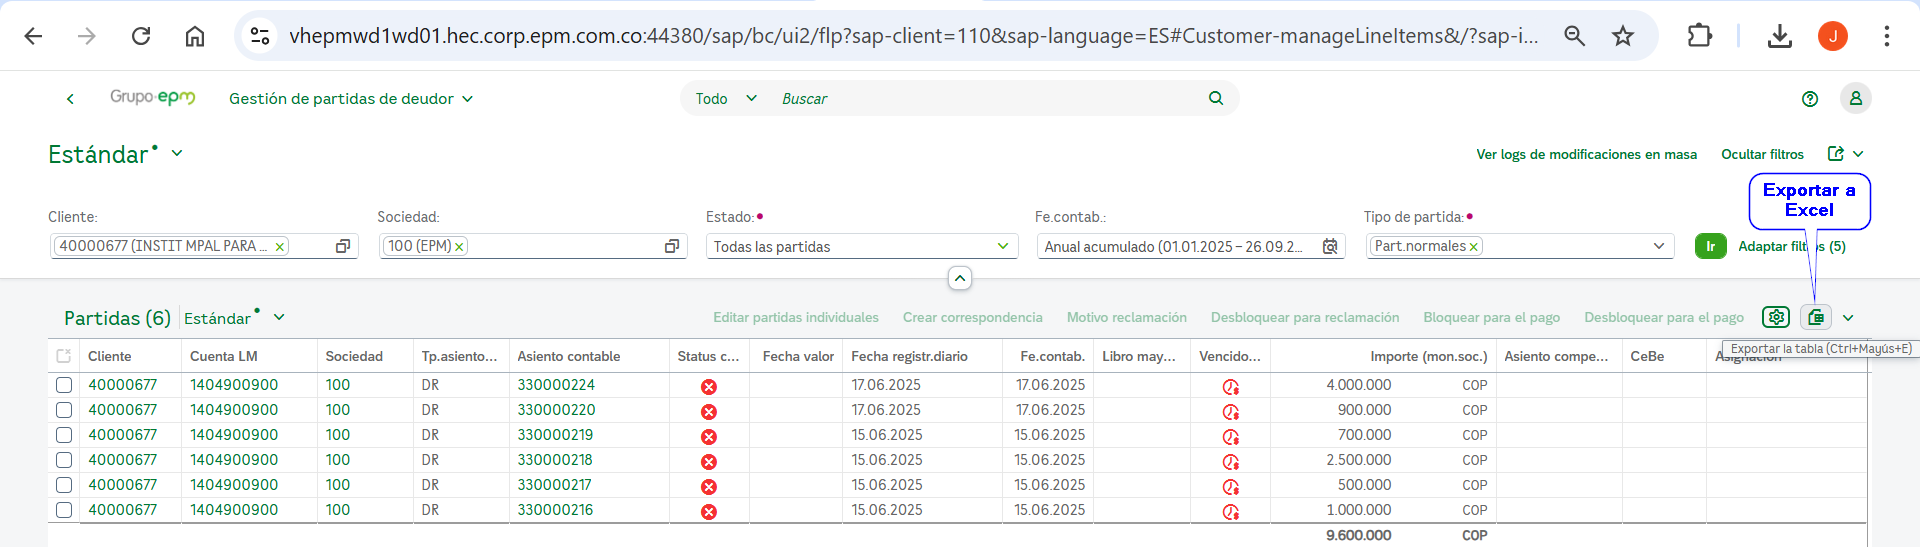 vhepmwd1wd01.hec.corp.epm.com.co:44380/sap/bc/ui2/flp?sap-client=110&sap-language=ES#Customer-manageLineItems&/?sap-i...
J
Grupo·epm
Gestión de partidas de deudor
Todo
Buscar
Estándar
Ver logs de modificaciones en masa
Ocultar filtros
Exportar a
Excel
Cliente:
Sociedad:
Estado:
Fe.contab.:
Tipo de partida:
40000677 (INSTIT MPAL PARA ...
100 (EPM)
Todas las partidas
Anual acumulado (01.01.2025 – 26.09.2...
Part.normales
Ir
Adaptar filtros (5)
Partidas (6)
Estándar
Editar partidas individuales
Crear correspondencia
Motivo reclamación
Desbloquear para reclamación
Bloquear para el pago
Desbloquear para el pago
Exportar la tabla (Ctrl+Mayús+E)
Cliente Cuenta LM Sociedad Tp.asiento... Asiento contable Status c... Fecha valor Fecha registr.diario Fe.contab. Libro may... Vencido... Importe (mon.soc.) Asiento compe... CeBe Asignación
40000677 1404900900 100 DR 330000224 17.06.2025 17.06.2025 4.000.000 COP
40000677 1404900900 100 DR 330000220 17.06.2025 17.06.2025 900.000 COP
40000677 1404900900 100 DR 330000219 15.06.2025 15.06.2025 700.000 COP
40000677 1404900900 100 DR 330000218 15.06.2025 15.06.2025 2.500.000 COP
40000677 1404900900 100 DR 330000217 15.06.2025 15.06.2025 500.000 COP
40000677 1404900900 100 DR 330000216 15.06.2025 15.06.2025 1.000.000 COP
9.600.000 COP